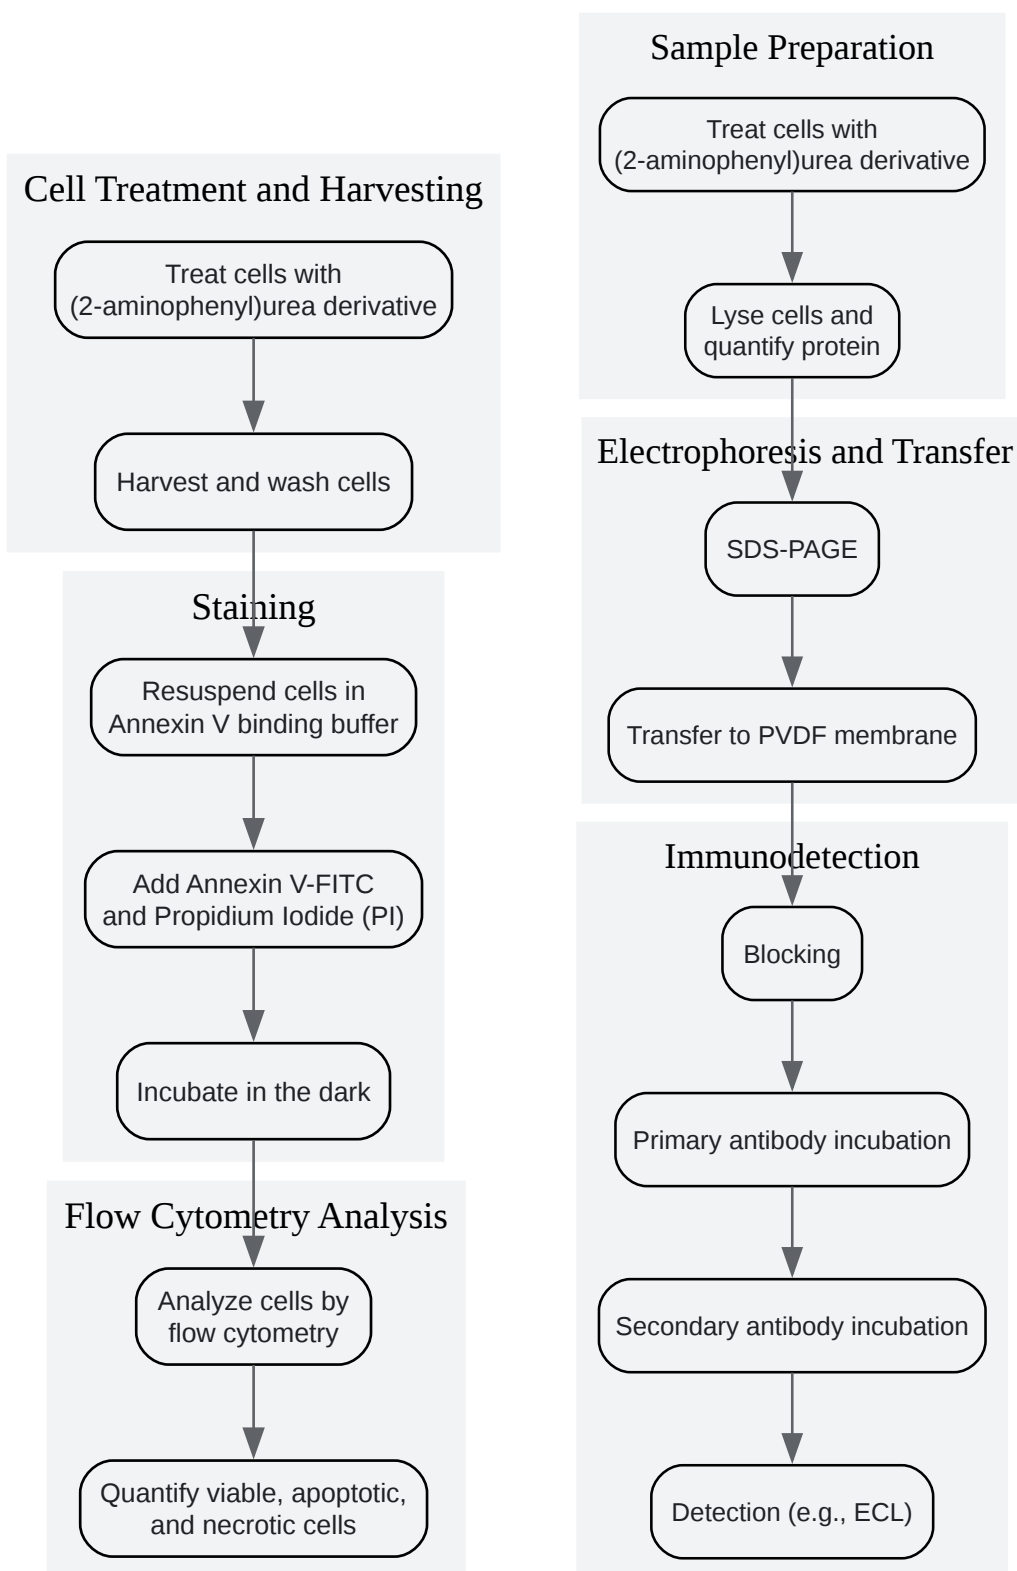 Cell Treatment and Harvesting
Treat cells with
(2-aminophenyl)urea derivative
Harvest and wash cells
Staining
Resuspend cells in
Annexin V binding buffer
Add Annexin V-FITC
and Propidium Iodide (PI)
Incubate in the dark
Flow Cytometry Analysis
Analyze cells by
flow cytometry
Quantify viable, apoptotic,
and necrotic cells
Sample Preparation
Treat cells with
(2-aminophenyl)urea derivative
Lyse cells and
quantify protein
Electrophoresis and Transfer
SDS-PAGE
Transfer to PVDF membrane
Immunodetection
Blocking
Primary antibody incubation
Secondary antibody incubation
Detection (e.g., ECL)